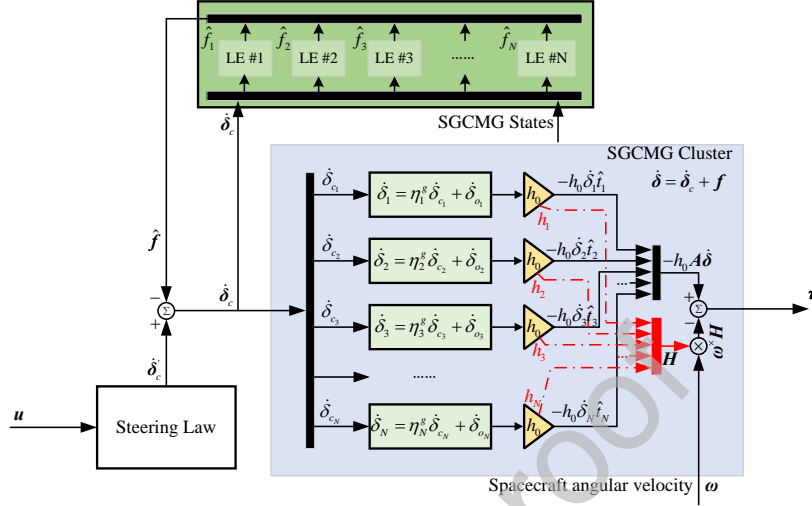 f̂₁ f̂₂ f̂₃ ...... f̂_N
LE #1 LE #2 LE #3 LE #N
δ̇_c
SGCMG States
SGCMG Cluster
δ̇ = δ̇_c + f
δ̇_c₁ δ̇₁ = η₁^g δ̇_c₁ + δ̇_o₁ h₀ −h₀δ̇₁t̂₁
h₁
δ̇_c₂ δ̇₂ = η₂^g δ̇_c₂ + δ̇_o₂ h₀ −h₀δ̇₂t̂₂
h₂
−h₀Aδ̇
f̂
− Σ + δ̇_c
δ̇_c₃ δ̇₃ = η₃^g δ̇_c₃ + δ̇_o₃ h₀ −h₀δ̇₃t̂₃
h₃
...
+ Σ − τ
ω×H
×
H
δ̇_c'
......
...
h_N
u Steering Law
δ̇_c_N δ̇_N = η_N^g δ̇_c_N + δ̇_o_N h₀ −h₀δ̇_N t̂_N
Spacecraft angular velocity ω
roof